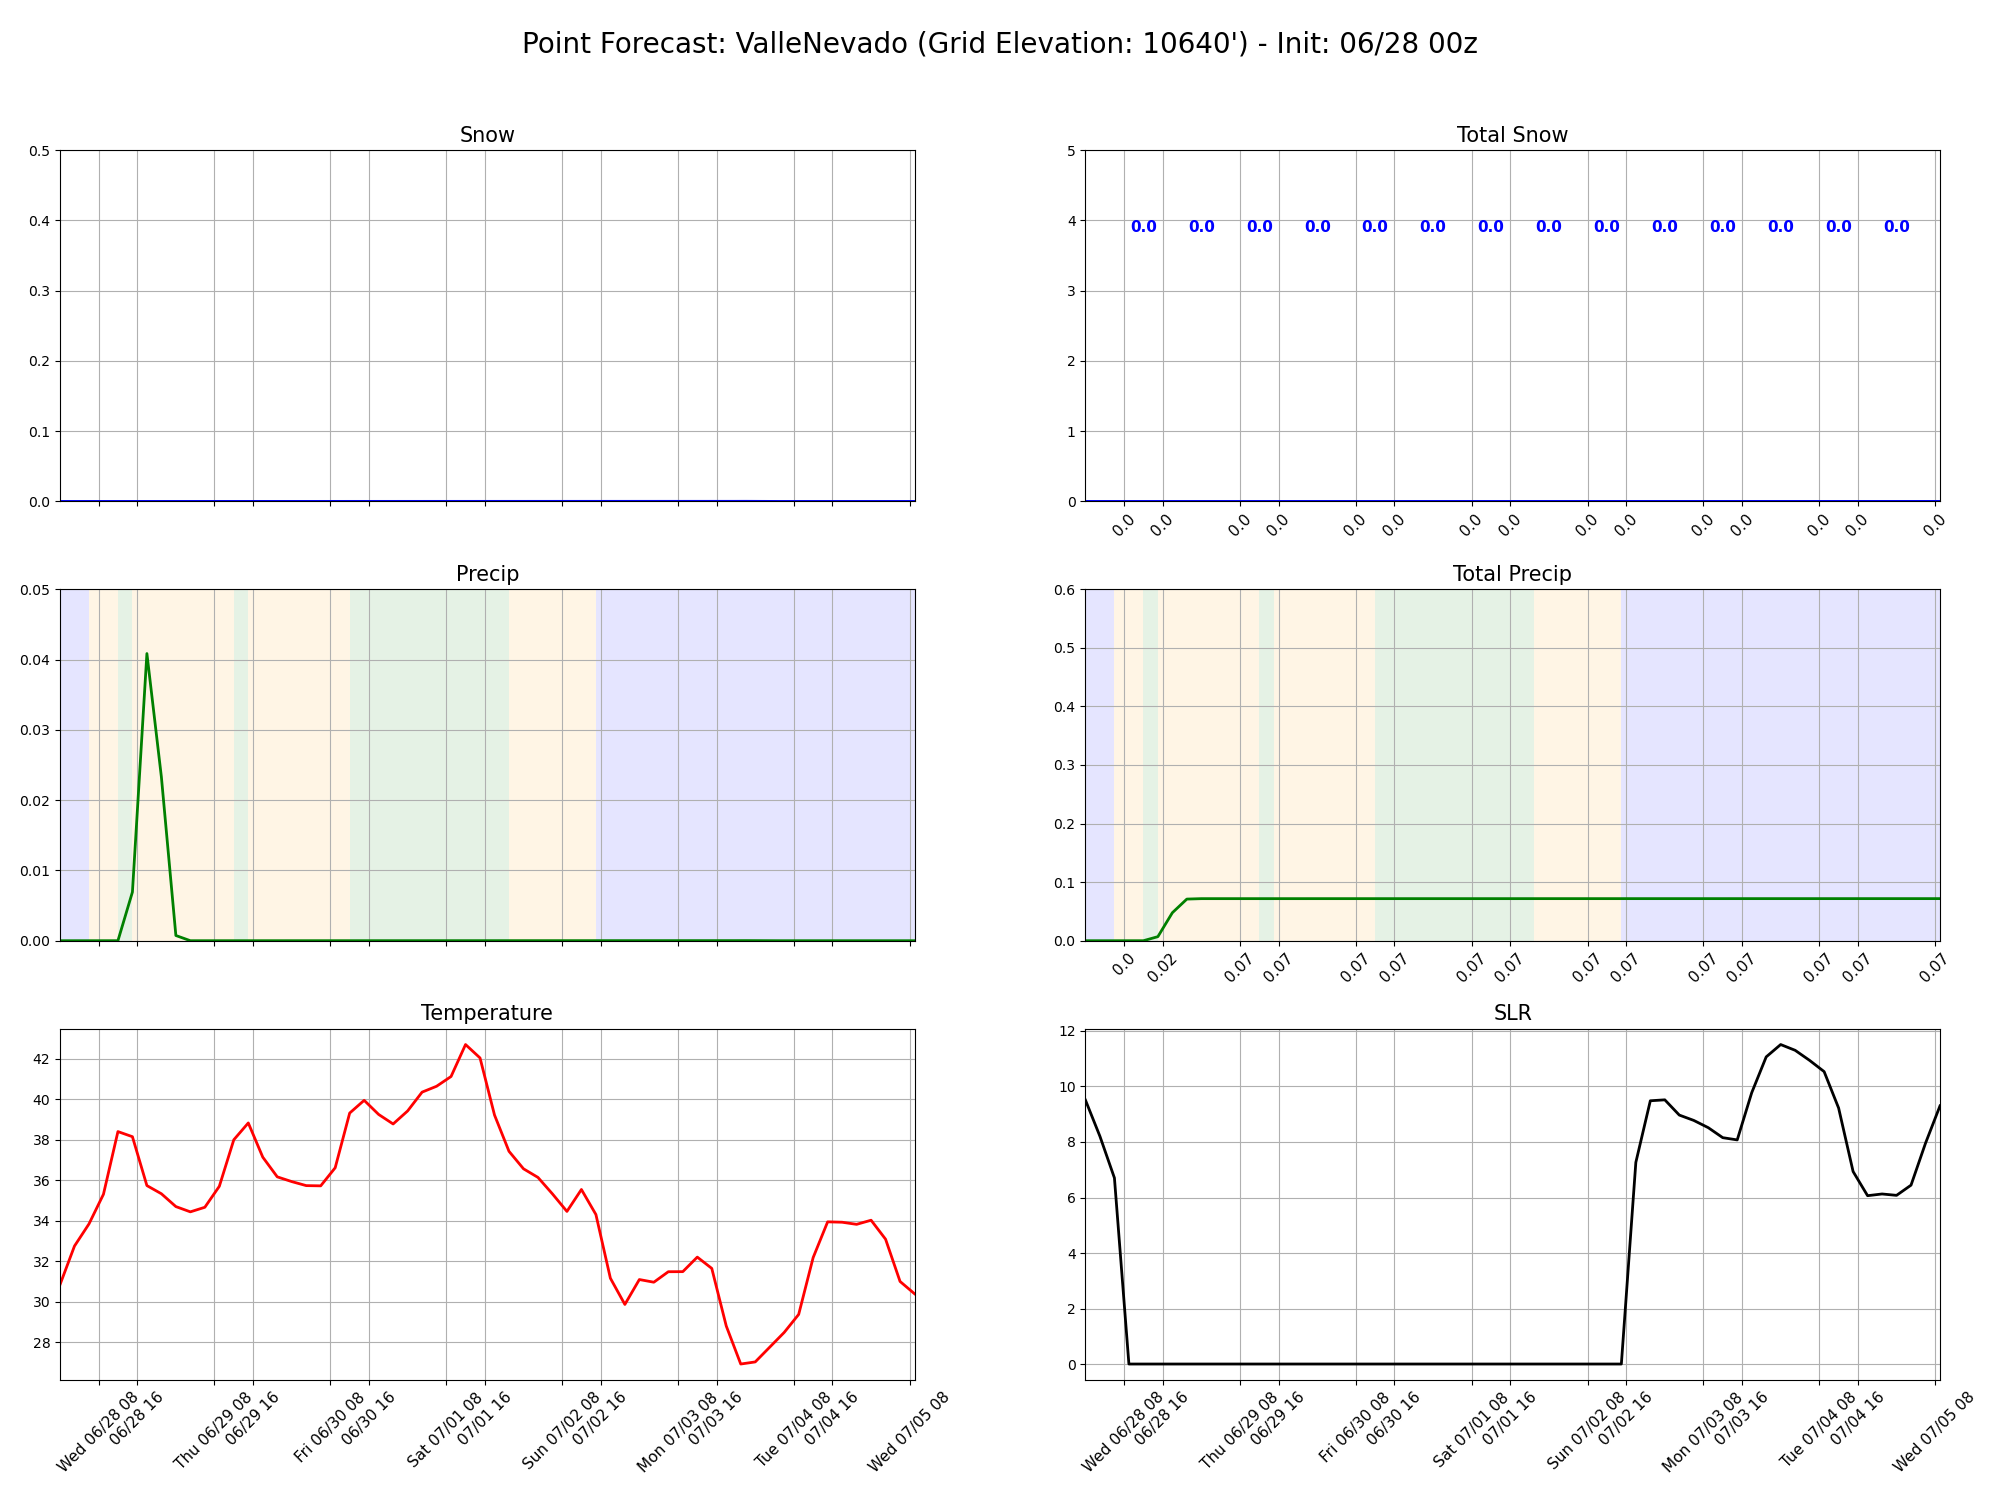 Point Forecast: ValleNevado (Grid Elevation: 10640') - Init: 06/28 00z
Snow
0.5
0.4
0.3
0.2
0.1
0.0
Total Snow
5
4
3
2
1
0
0.0 0.0 0.0 0.0 0.0 0.0 0.0 0.0 0.0 0.0 0.0 0.0 0.0 0.0
0.0 0.0 0.0 0.0 0.0 0.0 0.0 0.0 0.0 0.0 0.0 0.0 0.0 0.0 0.0
Precip
0.05
0.04
0.03
0.02
0.01
0.00
Total Precip
0.6
0.5
0.4
0.3
0.2
0.1
0.0
0.0 0.02 0.07 0.07 0.07 0.07 0.07 0.07 0.07 0.07 0.07 0.07 0.07 0.07 0.07
Temperature
42
40
38
36
34
32
30
28
Wed 06/28 08
06/28 16
Thu 06/29 08
06/29 16
Fri 06/30 08
06/30 16
Sat 07/01 08
07/01 16
Sun 07/02 08
07/02 16
Mon 07/03 08
07/03 16
Tue 07/04 08
07/04 16
Wed 07/05 08
SLR
12
10
8
6
4
2
0
Wed 06/28 08
06/28 16
Thu 06/29 08
06/29 16
Fri 06/30 08
06/30 16
Sat 07/01 08
07/01 16
Sun 07/02 08
07/02 16
Mon 07/03 08
07/03 16
Tue 07/04 08
07/04 16
Wed 07/05 08